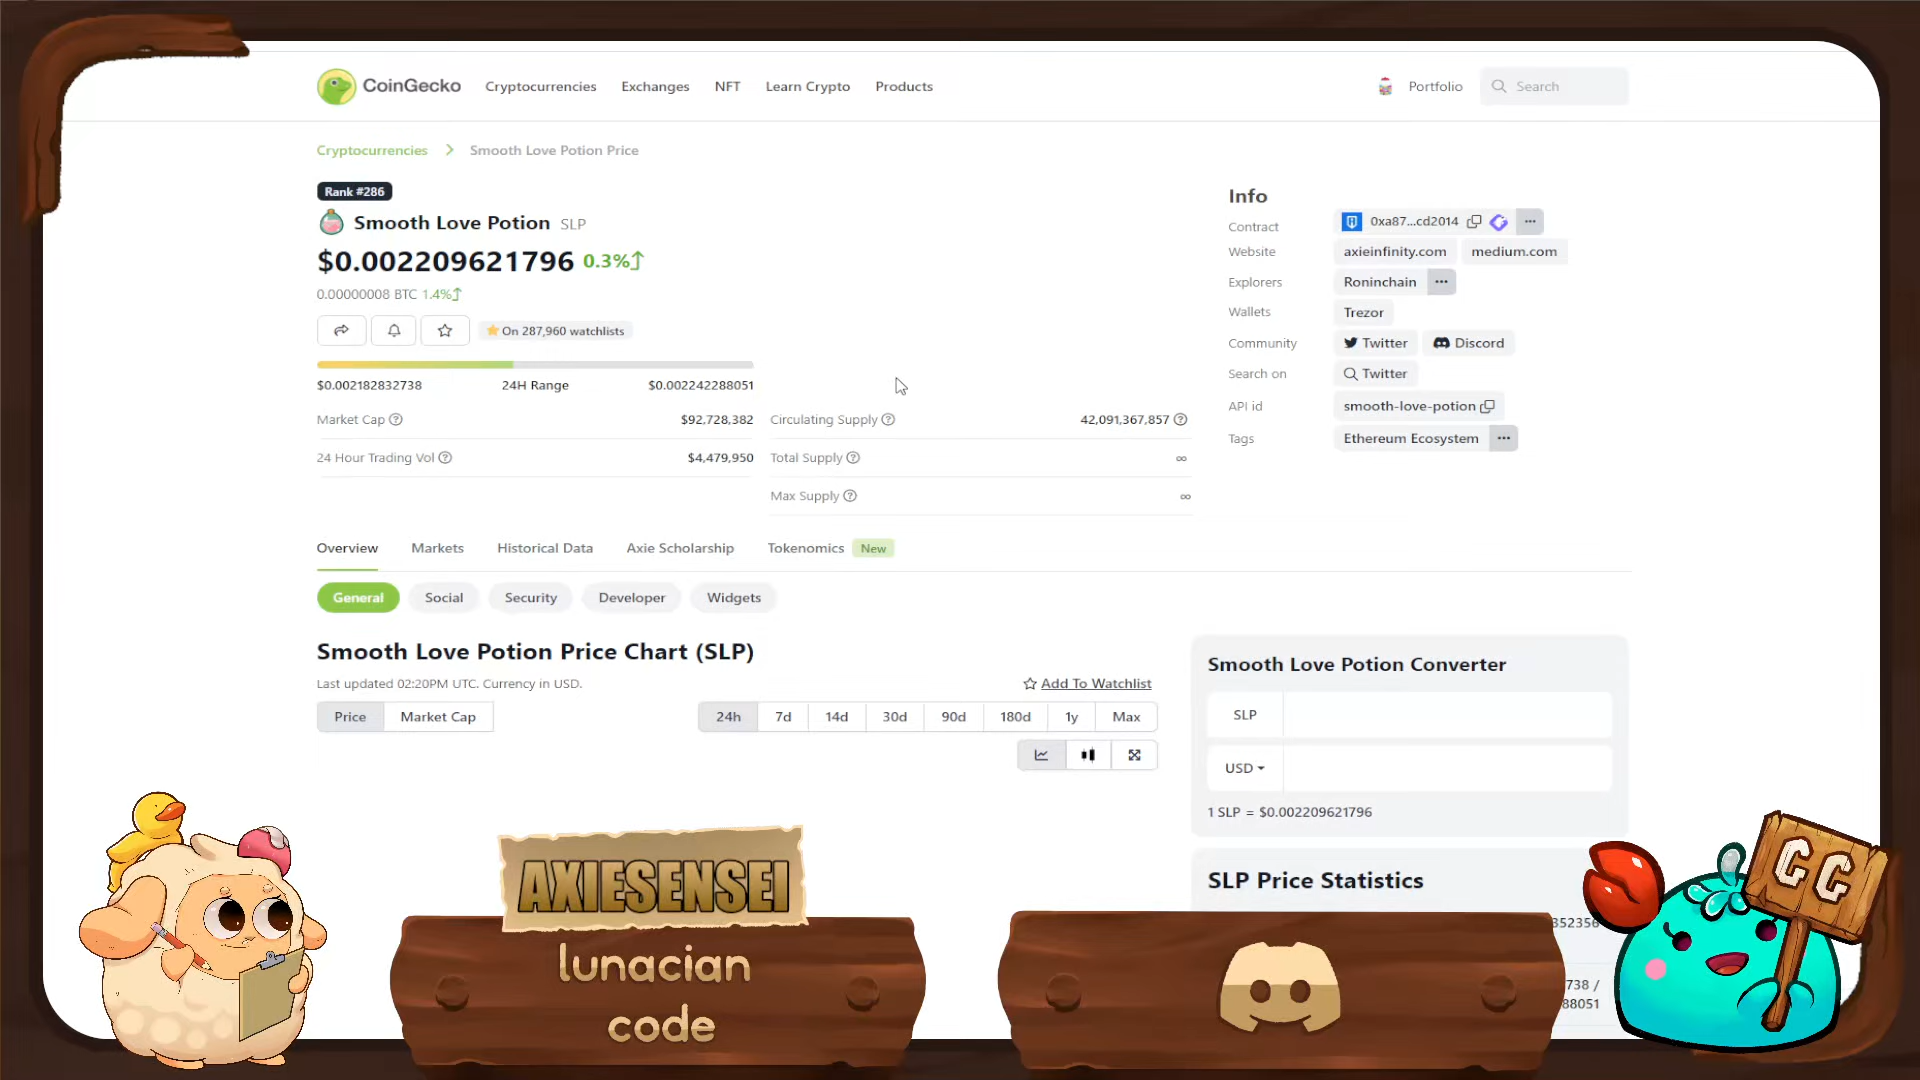 CoinGecko Cryptocurrencies Exchanges NFT Learn Crypto Products Portfolio Search
Cryptocurrencies Smooth Love Potion Price
Rank #286
Smooth Love Potion SLP
$0.002209621796 0.3%
0.00000008 BTC 1.4%
On 287,960 watchlists
$0.002182832738 24H Range $0.002242288051
Market Cap $92,728,382
24 Hour Trading Vol $4,479,950
Circulating Supply 42,091,367,857
Total Supply ∞
Max Supply ∞
Info
Contract 0xa87...cd2014 ...
Website axieinfinity.com medium.com
Explorers Roninchain ...
Wallets Trezor
Community Twitter Discord
Search on Twitter
API id smooth-love-potion
Tags Ethereum Ecosystem ...
Overview Markets Historical Data Axie Scholarship Tokenomics New
General Social Security Developer Widgets
Smooth Love Potion Price Chart (SLP)
Last updated 02:20PM UTC. Currency in USD.
Add To Watchlist
Price Market Cap
24h 7d 14d 30d 90d 180d 1y Max
Smooth Love Potion Converter
SLP
USD
1 SLP = $0.002209621796
SLP Price Statistics
352356
738 /
88051
AXIESENSEI
lunacian
code
CC